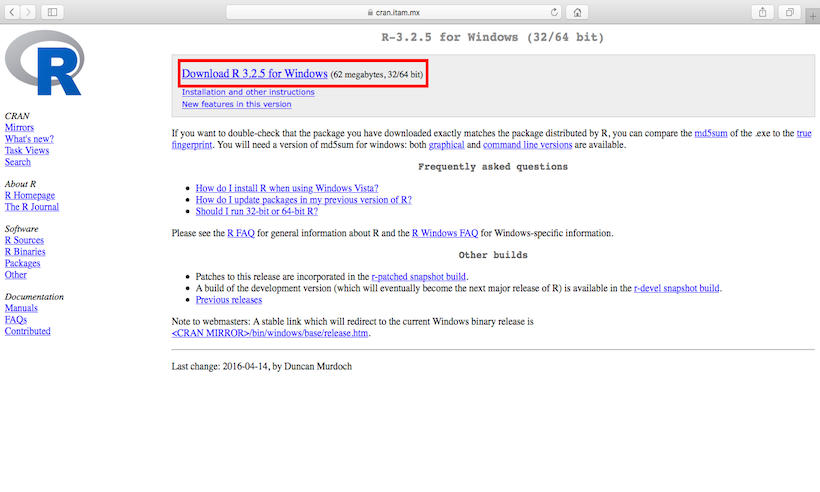 cran.itam.mx
R
R-3.2.5 for Windows (32/64 bit)
Download R 3.2.5 for Windows (62 megabytes, 32/64 bit)
Installation and other instructions
New features in this version
CRAN
Mirrors
What's new?
Task Views
Search
About R
R Homepage
The R Journal
Software
R Sources
R Binaries
Packages
Other
Documentation
Manuals
FAQs
Contributed
If you want to double-check that the package you have downloaded exactly matches the package distributed by R, you can compare the md5sum of the .exe to the true
fingerprint. You will need a version of md5sum for windows: both graphical and command line versions are available.
Frequently asked questions
• How do I install R when using Windows Vista?
• How do I update packages in my previous version of R?
• Should I run 32-bit or 64-bit R?
Please see the R FAQ for general information about R and the R Windows FAQ for Windows-specific information.
Other builds
• Patches to this release are incorporated in the r-patched snapshot build.
• A build of the development version (which will eventually become the next major release of R) is available in the r-devel snapshot build.
• Previous releases
Note to webmasters: A stable link which will redirect to the current Windows binary release is
<CRAN MIRROR>/bin/windows/base/release.htm.
Last change: 2016-04-14, by Duncan Murdoch